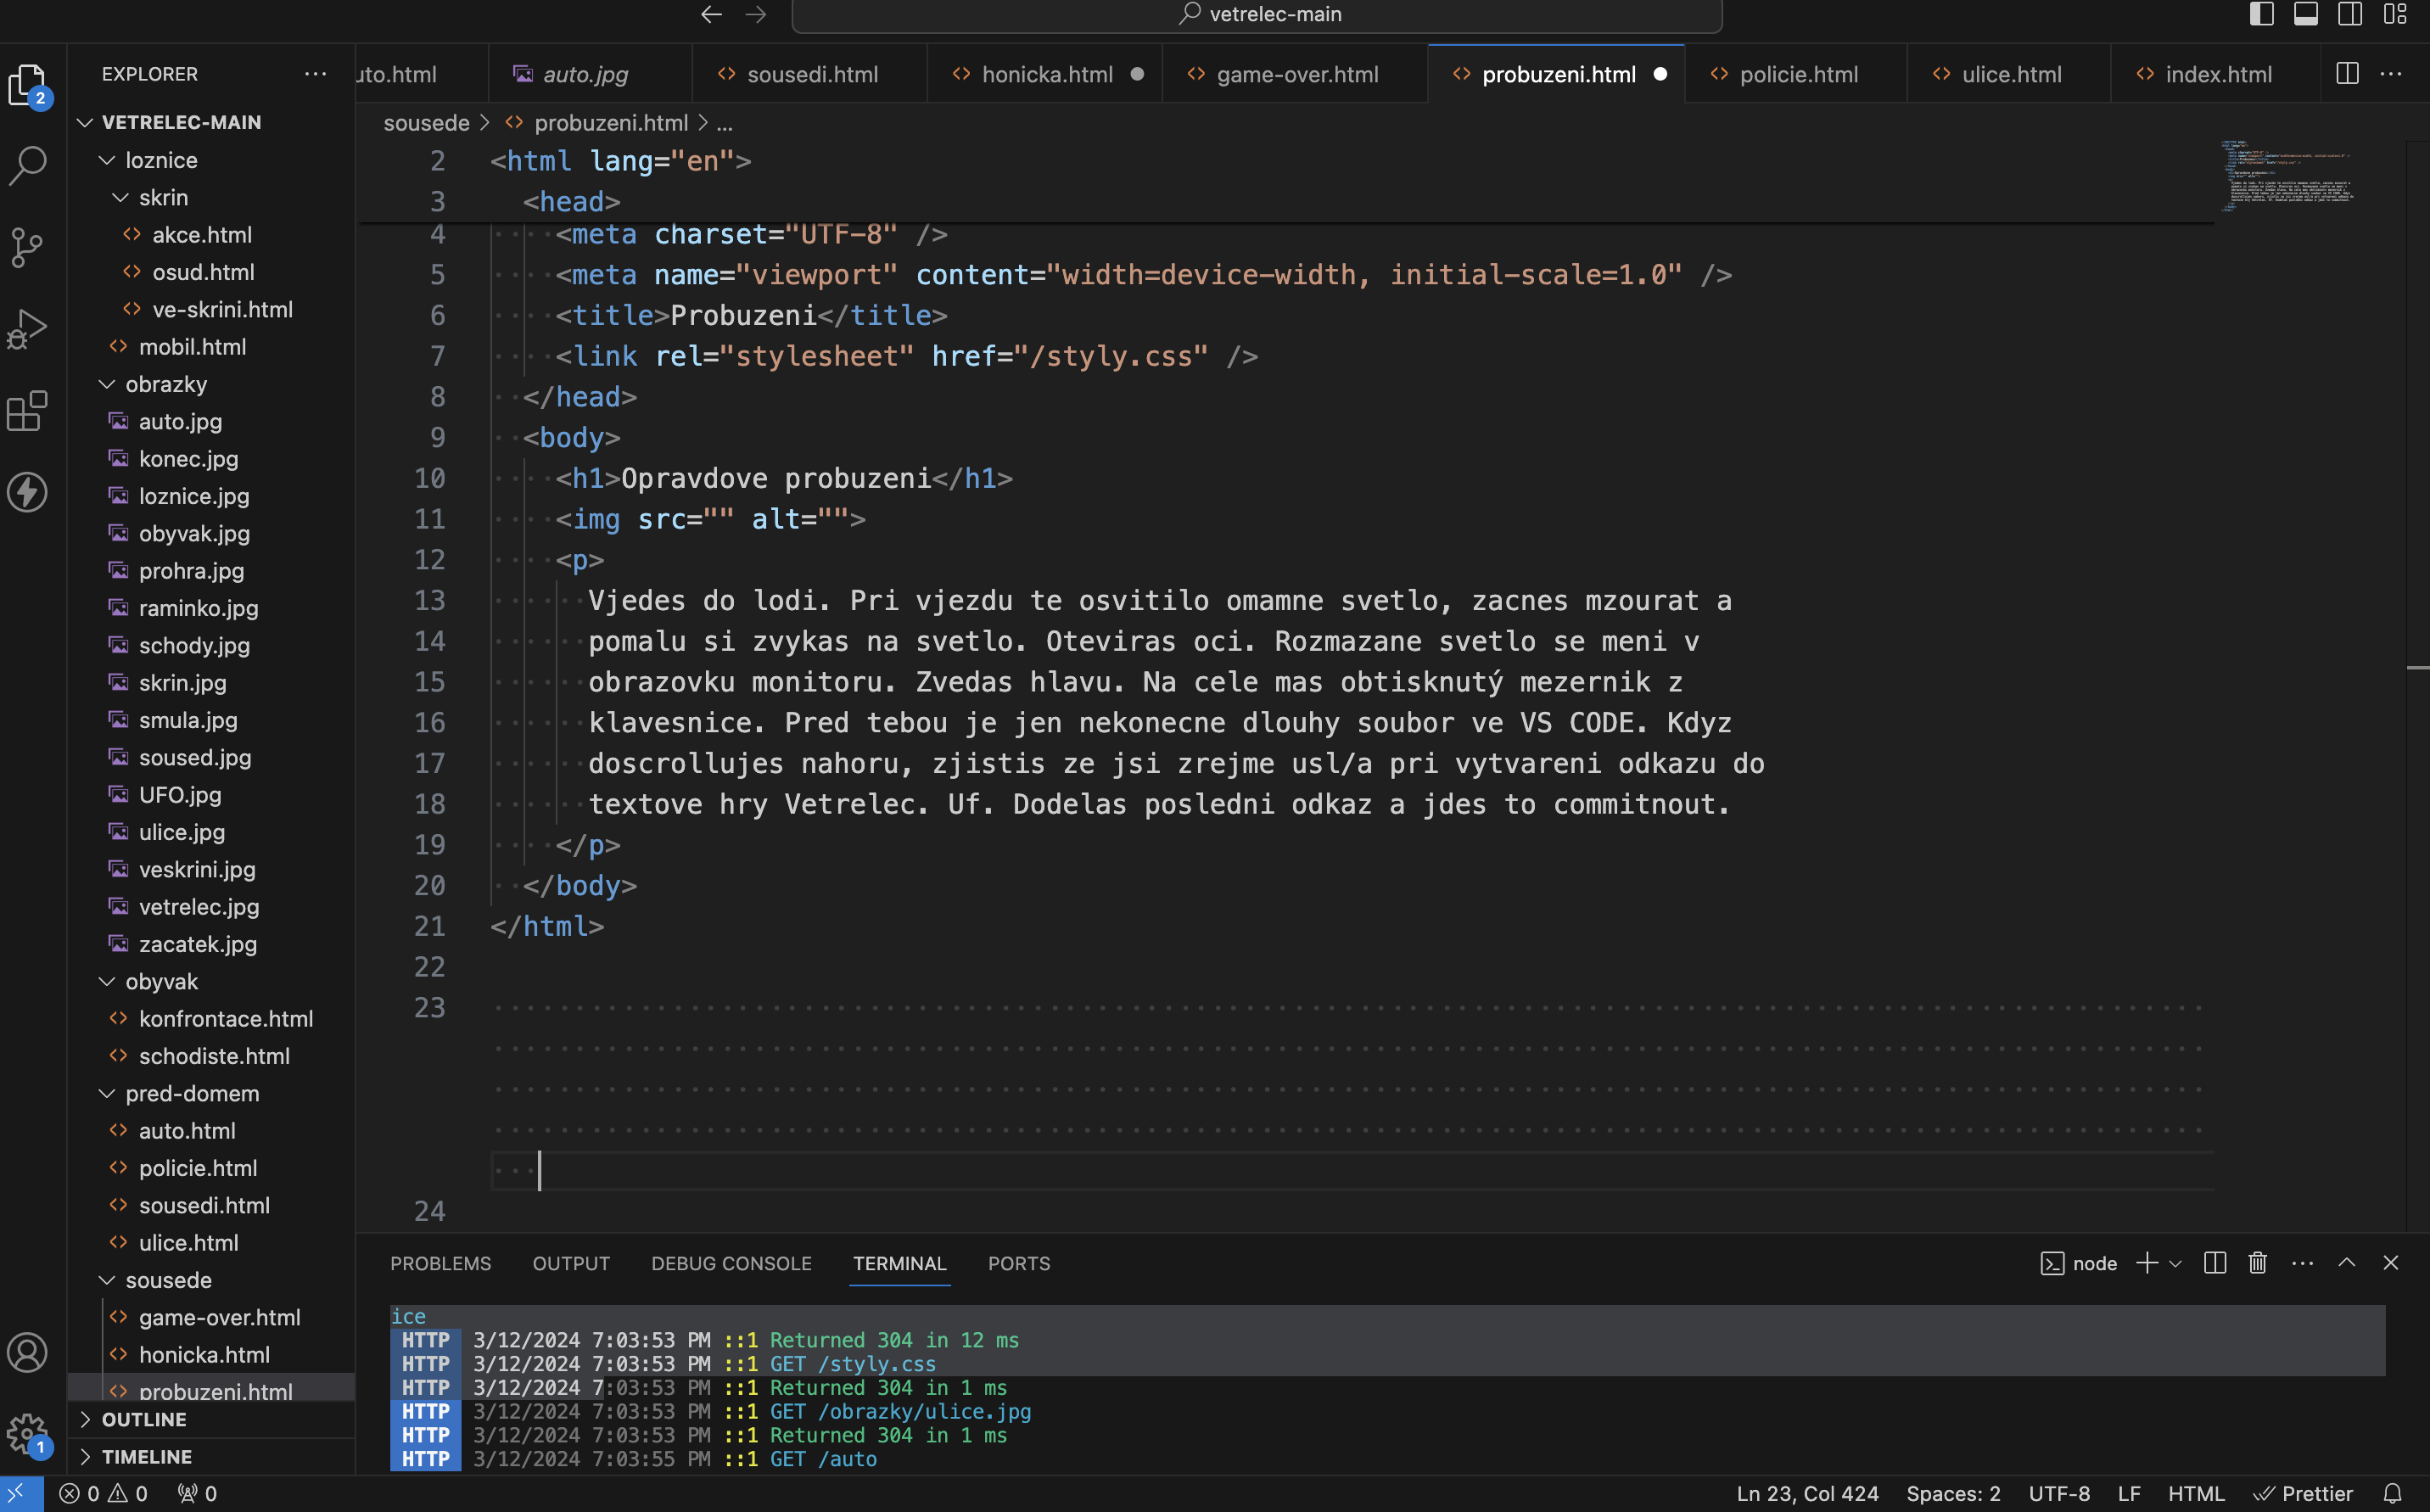 vetrelec-main
EXPLORER
uto.html
auto.jpg
sousedi.html
honicka.html
game-over.html
probuzeni.html
policie.html
ulice.html
index.html
2
VETRELEC-MAIN
loznice
skrin
akce.html
osud.html
ve-skrini.html
mobil.html
obrazky
auto.jpg
konec.jpg
loznice.jpg
obyvak.jpg
prohra.jpg
raminko.jpg
schody.jpg
skrin.jpg
smula.jpg
soused.jpg
UFO.jpg
ulice.jpg
veskrini.jpg
vetrelec.jpg
zacatek.jpg
obyvak
konfrontace.html
schodiste.html
pred-domem
auto.html
policie.html
sousedi.html
ulice.html
sousede
game-over.html
honicka.html
probuzeni.html
OUTLINE
TIMELINE
1
sousede > probuzeni.html > ...
2 <html lang="en">
3 <head>
4 <meta charset="UTF-8" />
5 <meta name="viewport" content="width=device-width, initial-scale=1.0" />
6 <title>Probuzeni</title>
7 <link rel="stylesheet" href="/styly.css" />
8 </head>
9 <body>
10 <h1>Opravdove probuzeni</h1>
11 <img src="" alt="">
12 <p>
13 Vjedes do lodi. Pri vjezdu te osvitilo omamne svetlo, zacnes mzourat a
14 pomalu si zvykas na svetlo. Oteviras oci. Rozmazane svetlo se meni v
15 obrazovku monitoru. Zvedas hlavu. Na cele mas obtisknutý mezernik z
16 klavesnice. Pred tebou je jen nekonecne dlouhy soubor ve VS CODE. Kdyz
17 doscrollujes nahoru, zjistis ze jsi zrejme usl/a pri vytvareni odkazu do
18 textove hry Vetrelec. Uf. Dodelas posledni odkaz a jdes to commitnout.
19 </p>
20 </body>
21 </html>
22
23
24
PROBLEMS OUTPUT DEBUG CONSOLE TERMINAL PORTS
node
ice
HTTP 3/12/2024 7:03:53 PM ::1 Returned 304 in 12 ms
HTTP 3/12/2024 7:03:53 PM ::1 GET /styly.css
HTTP 3/12/2024 7:03:53 PM ::1 Returned 304 in 1 ms
HTTP 3/12/2024 7:03:53 PM ::1 GET /obrazky/ulice.jpg
HTTP 3/12/2024 7:03:53 PM ::1 Returned 304 in 1 ms
HTTP 3/12/2024 7:03:55 PM ::1 GET /auto
0 0 0
Ln 23, Col 424 Spaces: 2 UTF-8 LF HTML Prettier